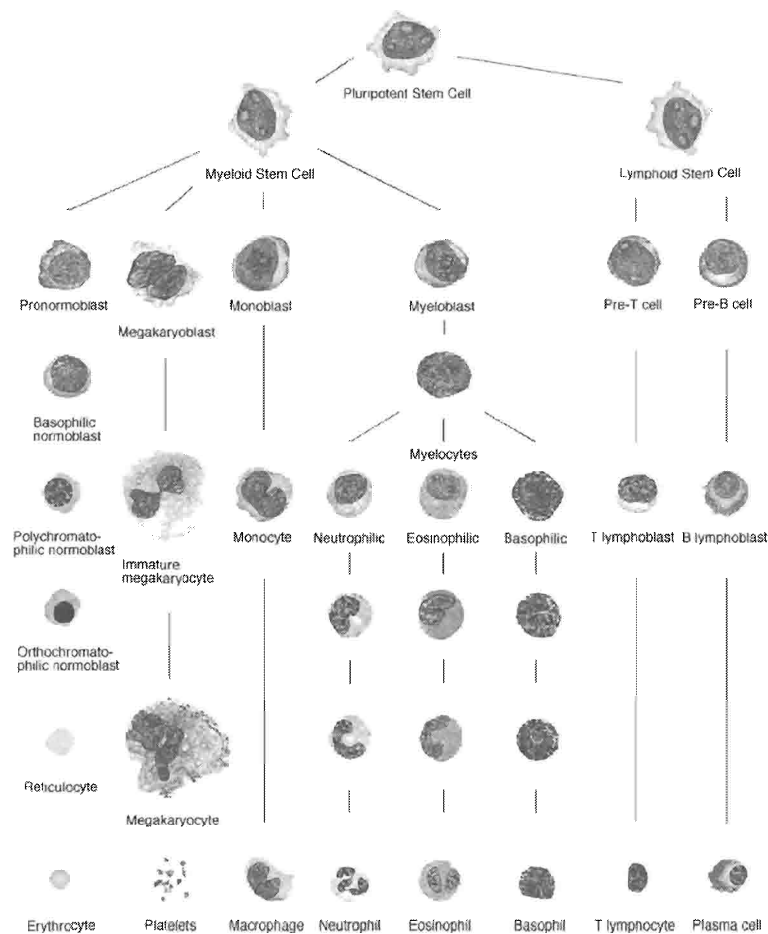 Pluripotent Stem Cell
Myeloid Stem Cell
Lymphoid Stem Cell
Pronormoblast
Megakaryoblast
Monoblast
Myeloblast
Pre-T cell
Pre-B cell
Basophilic
normoblast
Myelocytes
Polychromato-
philic normoblast
Immature
megakaryocyte
Monocyte
Neutrophilic
Eosinophilic
Basophilic
T lymphoblast
B lymphoblast
Orthochromato-
philic normoblast
Reticulocyte
Megakaryocyte
Erythrocyte
Platelets
Macrophage
Neutrophil
Eosinophil
Basophil
T lymphocyte
Plasma cell